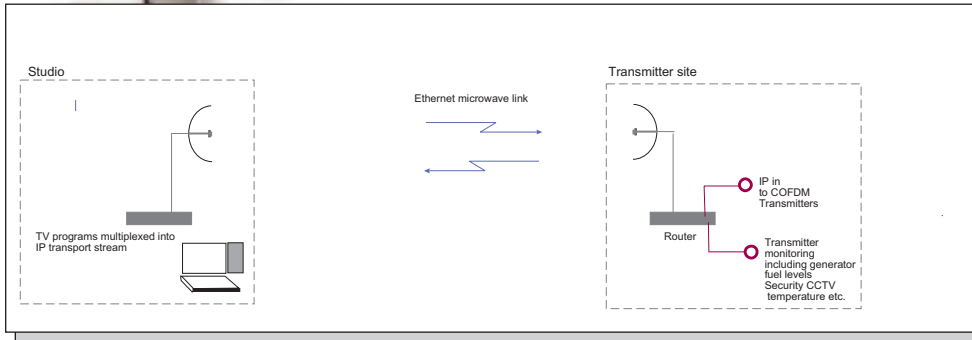 Studio
TV programs multiplexed into
IP transport stream
Ethernet microwave link
Transmitter site
Router
IP in
to COFDM
Transmitters
Transmitter
monitoring
including generator
fuel levels
Security CCTV
temperature etc.